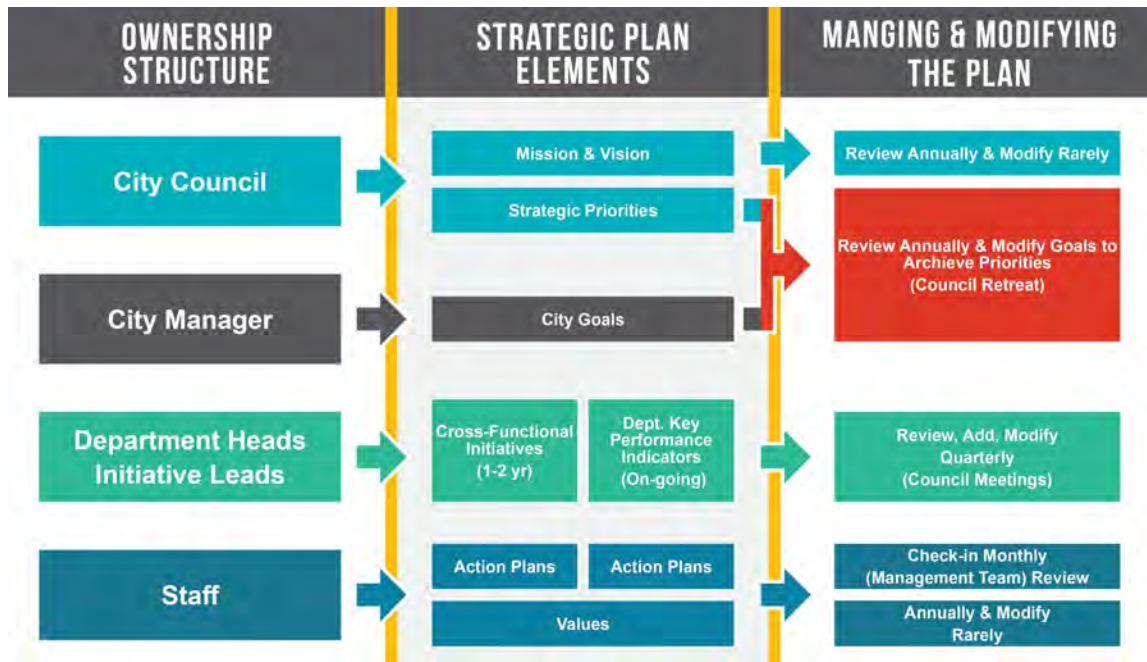 OWNERSHIP
STRUCTURE
STRATEGIC PLAN
ELEMENTS
MANGING & MODIFYING
THE PLAN
City Council
Mission & Vision
Strategic Priorities
Review Annually & Modify Rarely
Review Annually & Modify Goals to
Archieve Priorities
(Council Retreat)
City Manager
City Goals
Department Heads
Initiative Leads
Cross-Functional
Initiatives
(1-2 yr)
Dept. Key
Performance
Indicators
(On-going)
Review, Add, Modify
Quarterly
(Council Meetings)
Staff
Action Plans
Action Plans
Values
Check-in Monthly
(Management Team) Review
Annually & Modify
Rarely